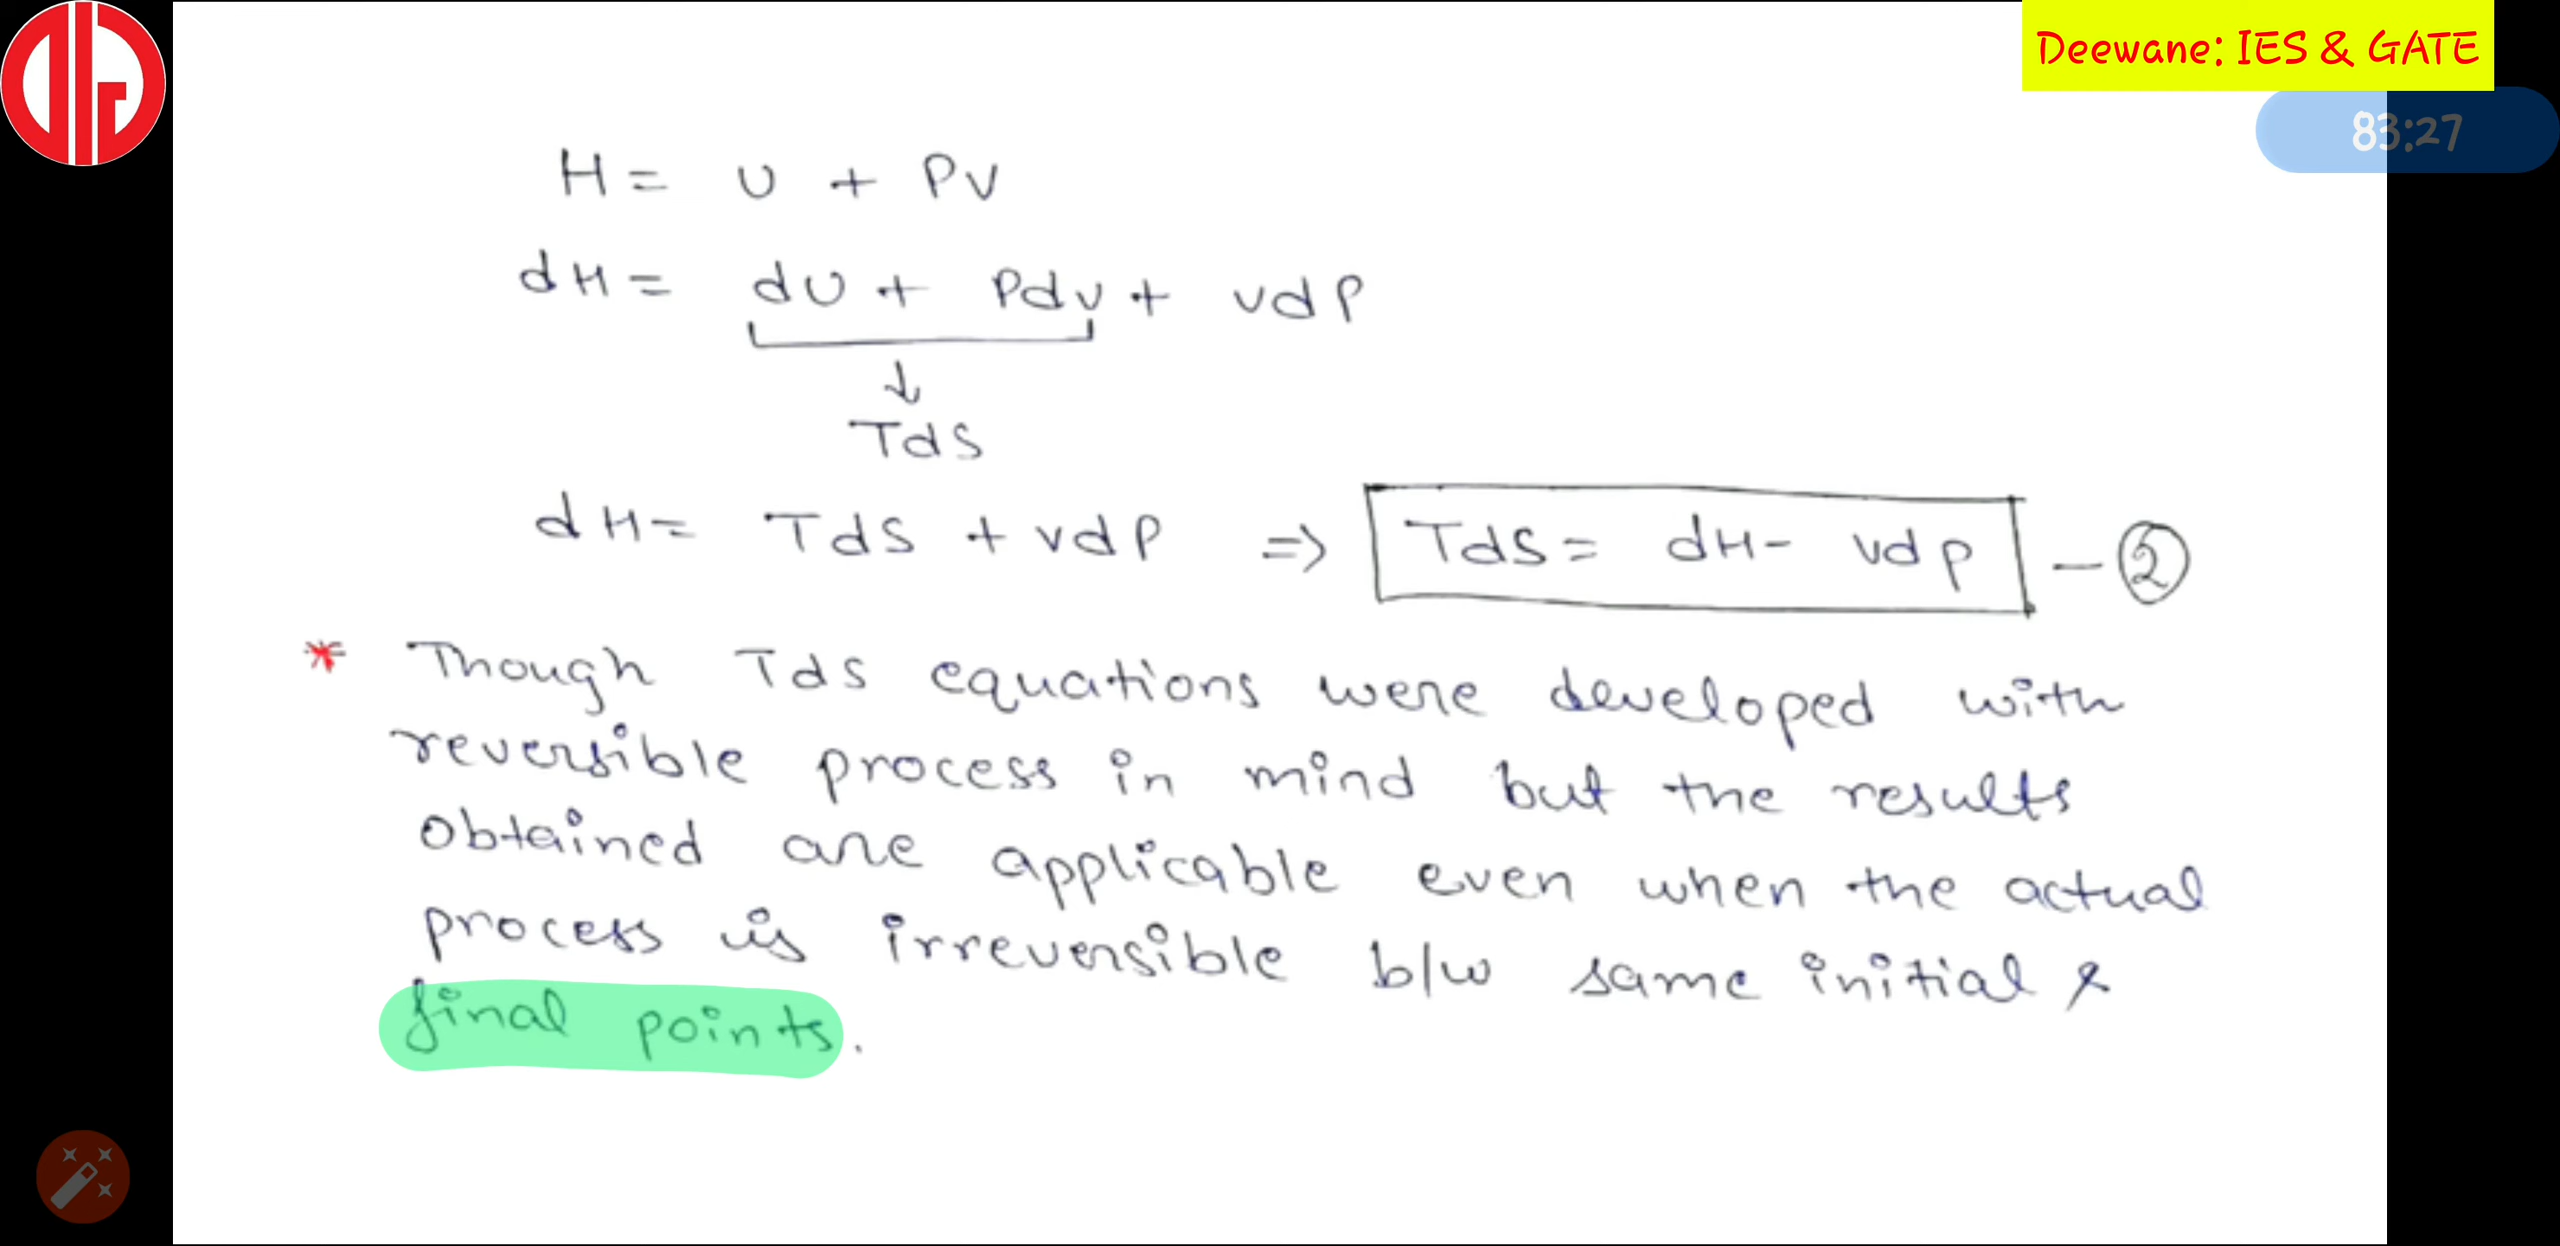 Deewane: IES & GATE
83:27
H = U + PV
dH = dU + Pdv + vdp
↓
Tds
dH = Tds + vdp => Tds = dH - vdp - ②
* Though Tds equations were developed with
reversible process in mind but the results
obtained are applicable even when the actual
process is irreversible b/w same initial &
final points.